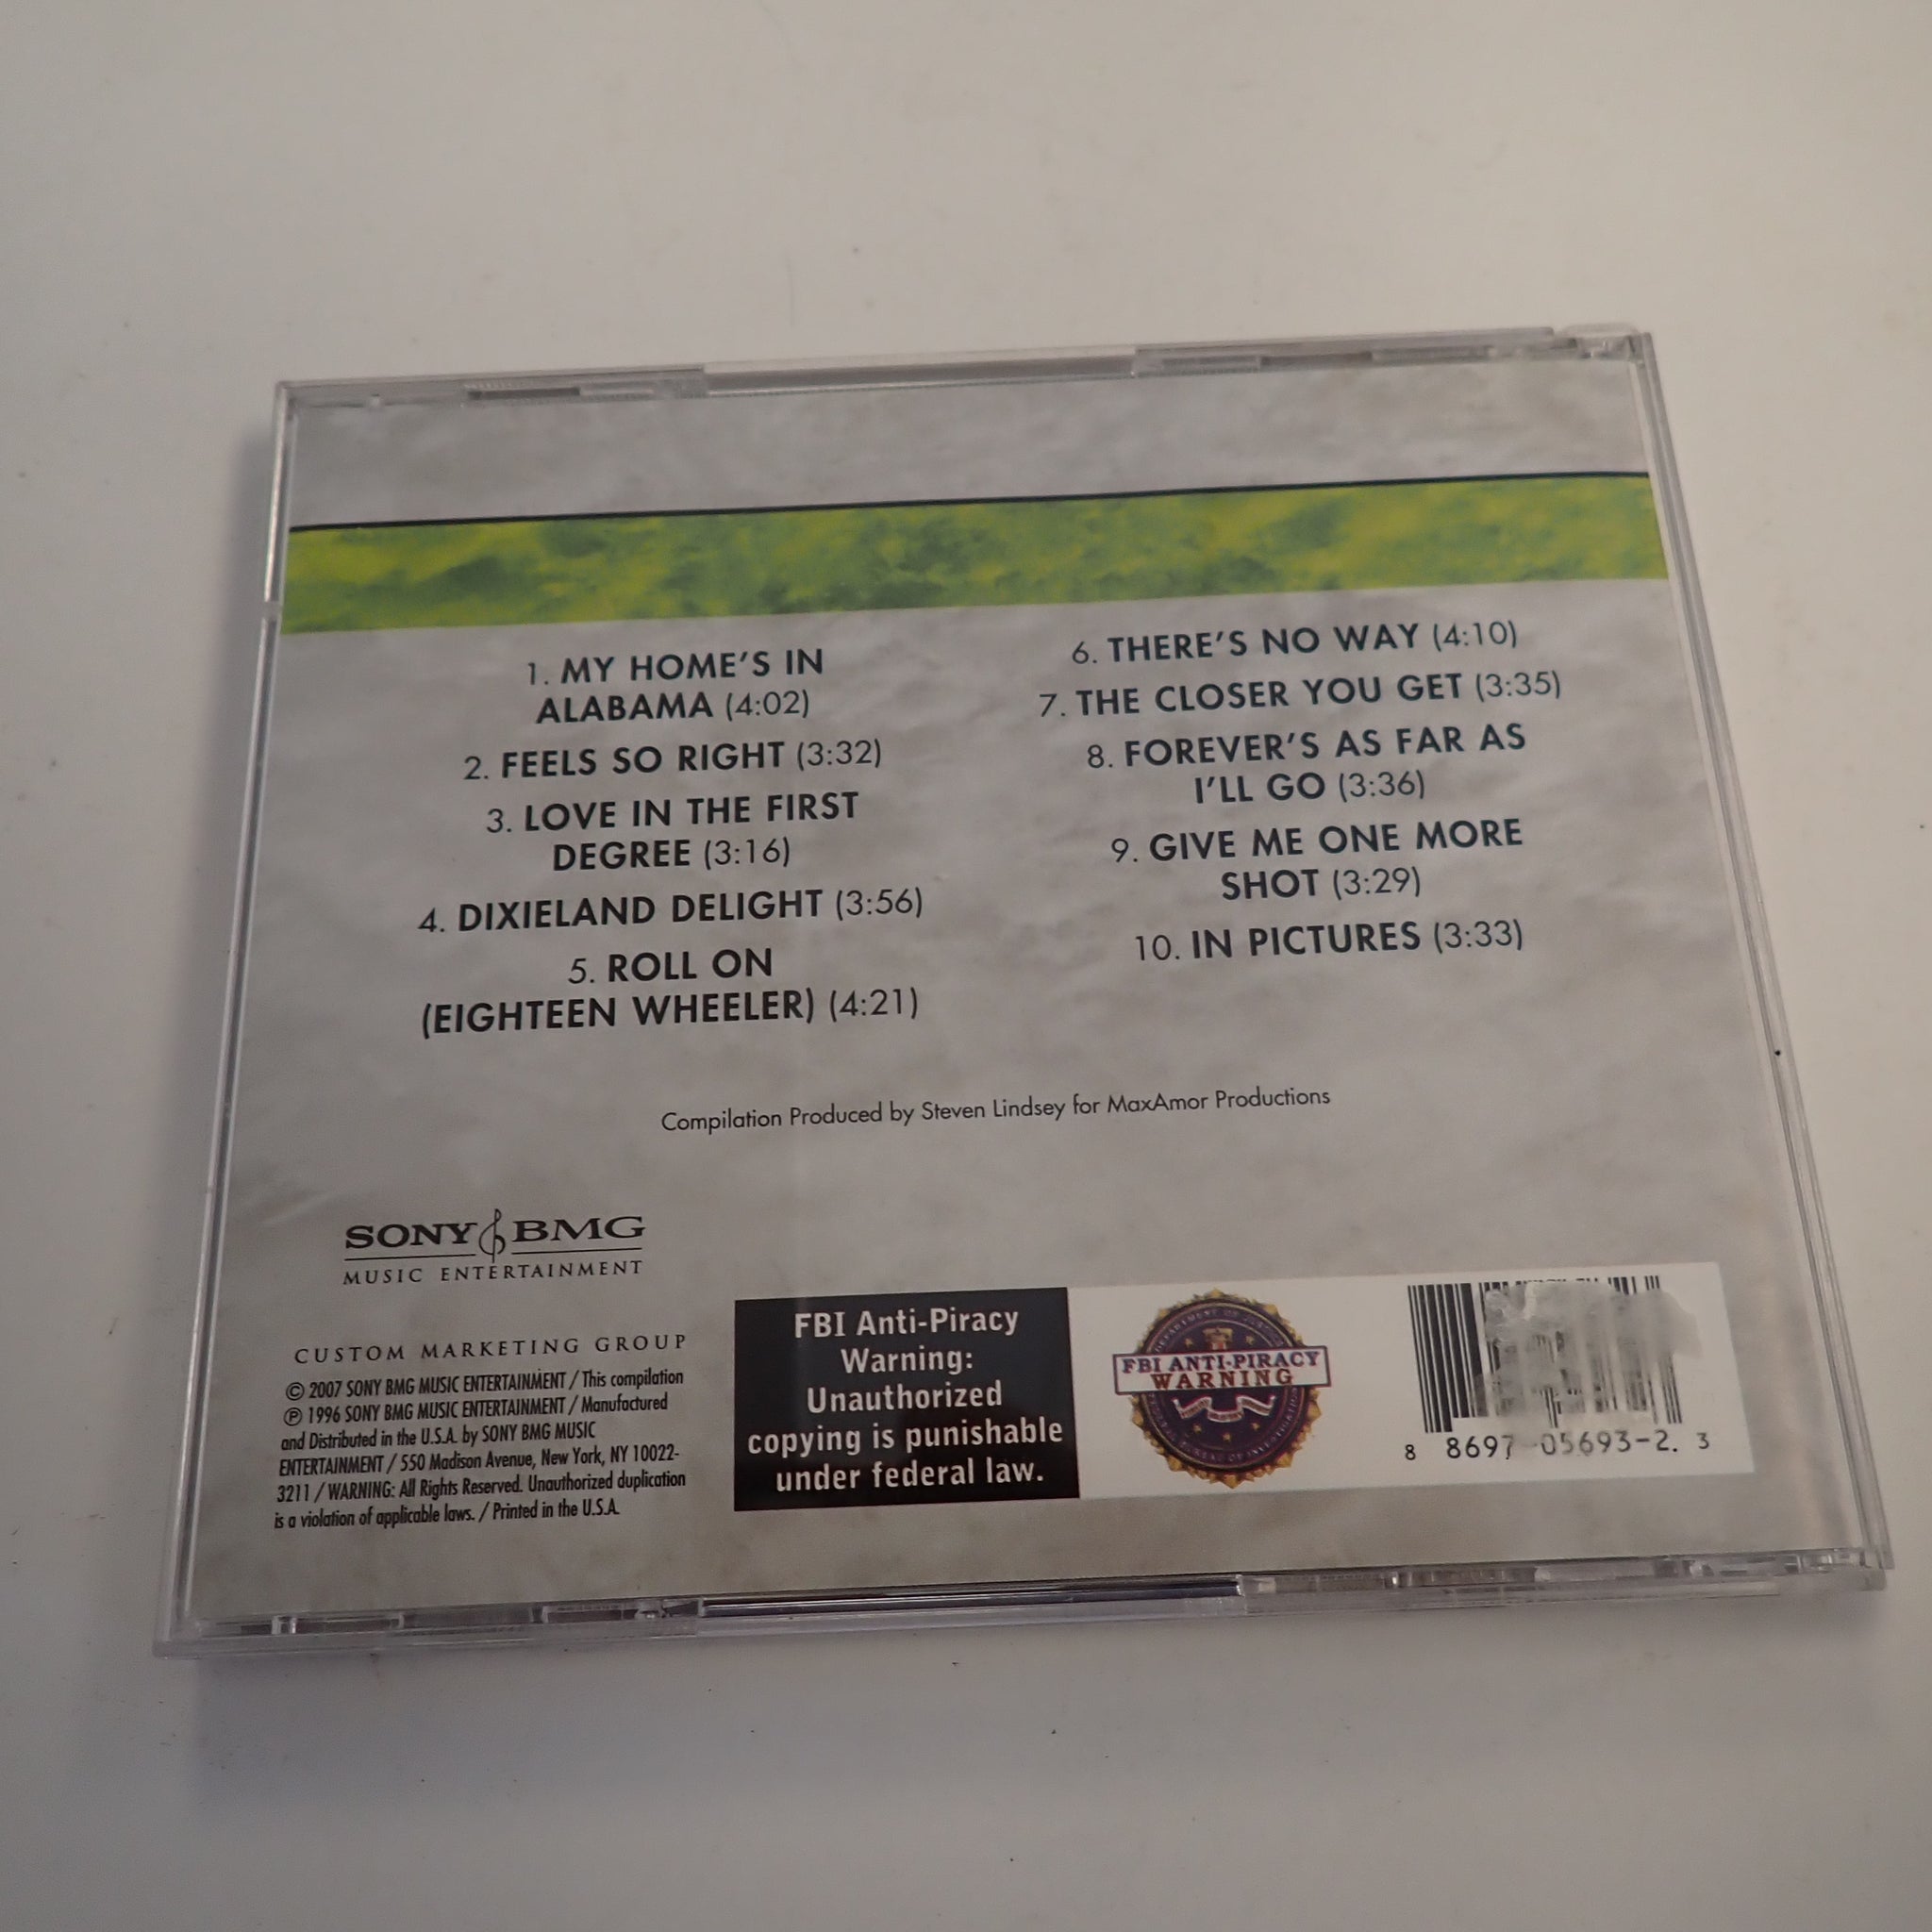 1. MY HOME'S IN
ALABAMA (4:02)
2. FEELS SO RIGHT (3:32)
3. LOVE IN THE FIRST
DEGREE (3:16)
4. DIXIELAND DELIGHT (3:56)
5. ROLL ON
(EIGHTEEN WHEELER) (4:21)
6. THERE'S NO WAY (4:10)
7. THE CLOSER YOU GET (3:35)
8. FOREVER'S AS FAR AS
I'LL GO (3:36)
9. GIVE ME ONE MORE
SHOT (3:29)
10. IN PICTURES (3:33)
Compilation Produced by Steven Lindsey for MaxAmor Productions
SONY BMG
MUSIC ENTERTAINMENT
CUSTOM MARKETING GROUP
© 2007 SONY BMG MUSIC ENTERTAINMENT / This compilation
℗ 1996 SONY BMG MUSIC ENTERTAINMENT / Manufactured
and Distributed in the U.S.A. by SONY BMG MUSIC
ENTERTAINMENT / 550 Madison Avenue, New York, NY 10022-
3211 / WARNING: All Rights Reserved. Unauthorized duplication
is a violation of applicable laws. / Printed in the U.S.A.
FBI Anti-Piracy
Warning:
Unauthorized
copying is punishable
under federal law.
FBI ANTI-PIRACY
WARNING
8 8697 05693-2. 3